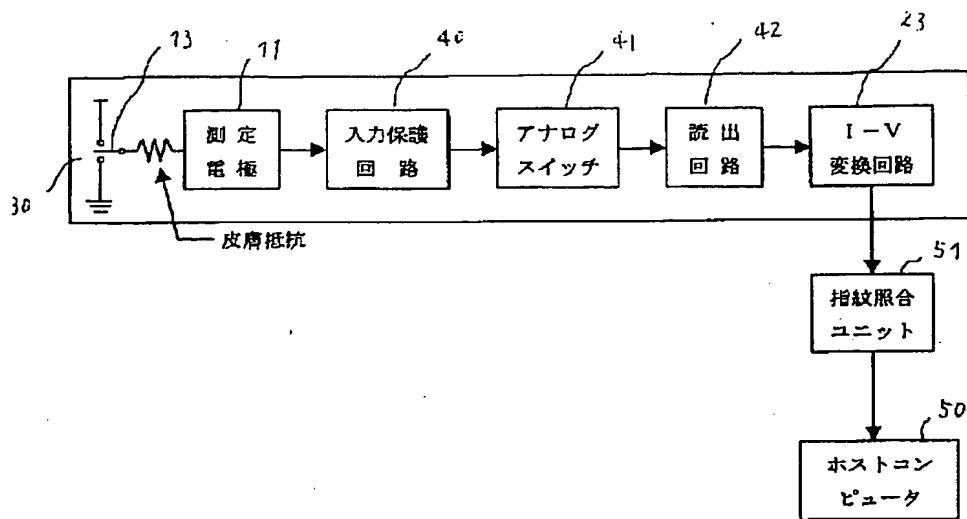 13
11
40
41
42
23
測定
電極
入力保護
回路
アナログ
スイッチ
読出
回路
I-V
変換回路
30
皮膚抵抗
51
指紋照合
ユニット
50
ホストコン
ピュータ